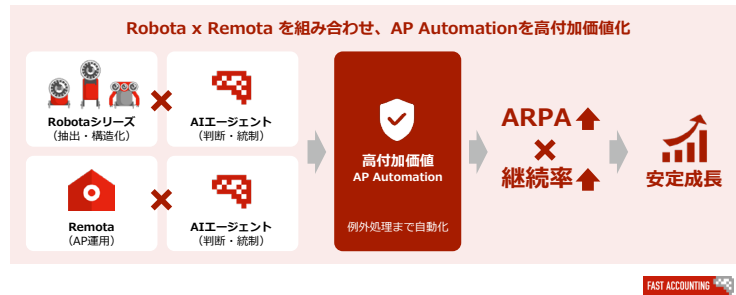 Robota x Remota を組み合わせ、AP Automationを高付加価値化
Robotaシリーズ
（抽出・構造化）
AIエージェント
（判断・統制）
Remota
（AP運用）
AIエージェント
（判断・統制）
高付加価値
AP Automation
例外処理まで自動化
ARPA
継続率
安定成長
FAST ACCOUNTING